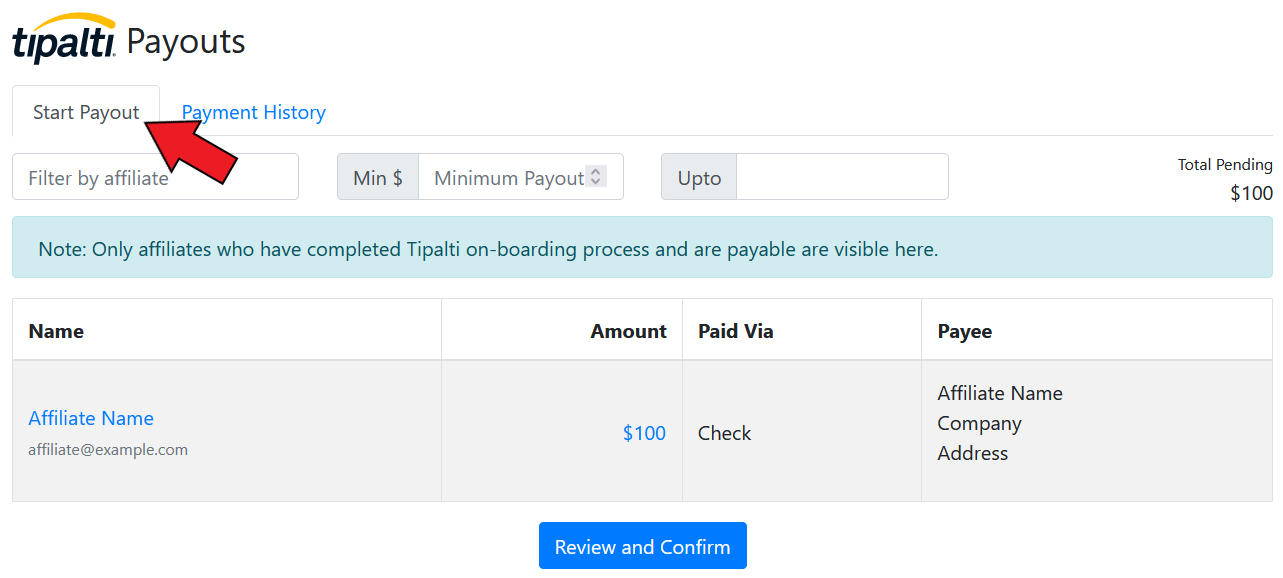 tipalti Payouts
Start Payout Payment History
Filter by affiliate Min $ Minimum Payout Upto Total Pending
$100
Note: Only affiliates who have completed Tipalti on-boarding process and are payable are visible here.
Name Amount Paid Via Payee
Affiliate Name
affiliate@example.com
$100
Check
Affiliate Name
Company
Address
Review and Confirm